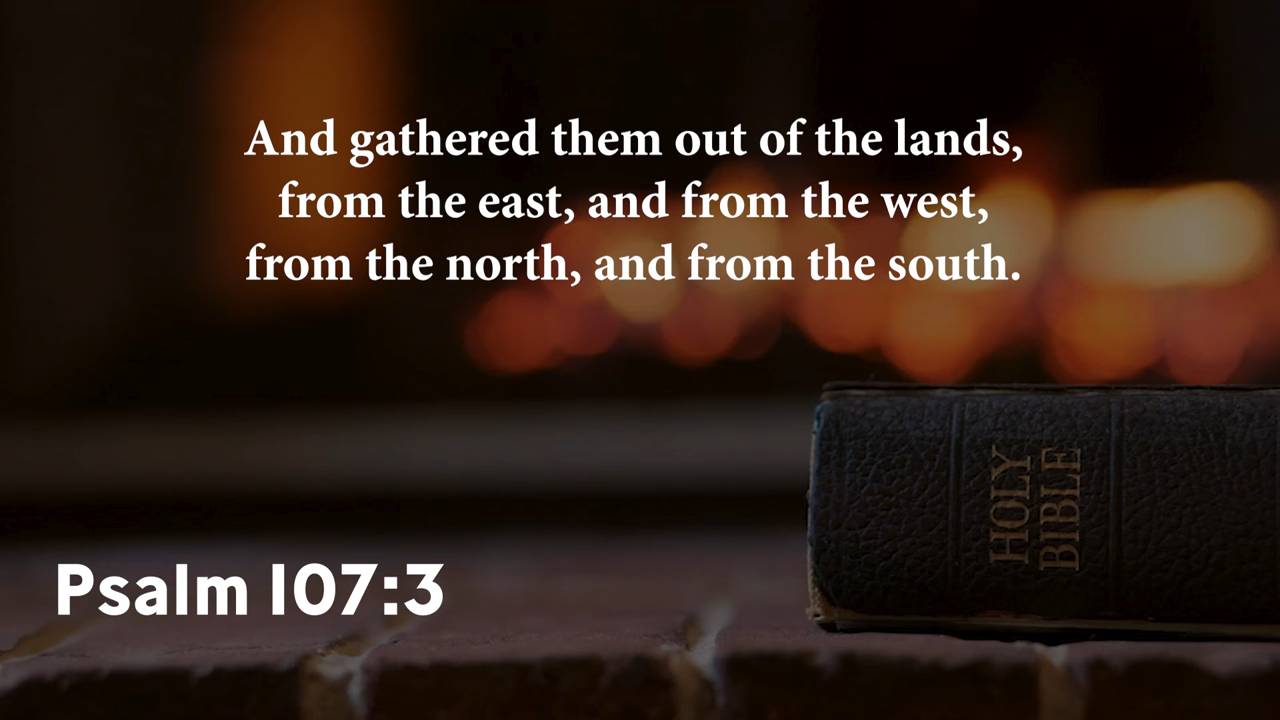 And gathered them out of the lands,
from the east, and from the west,
from the north, and from the south.
HOLY
BIBLE
Psalm 107:3